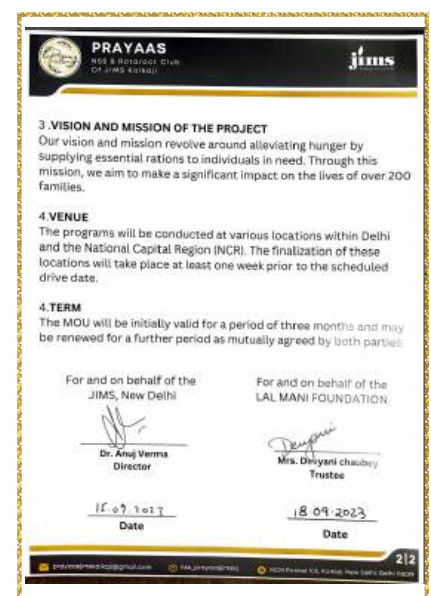 PRAYAAS
NSS & Rotaract Club
Of JIMS Kalkaji
jims
3 .VISION AND MISSION OF THE PROJECT
Our vision and mission revolve around alleviating hunger by
supplying essential rations to individuals in need. Through this
mission, we aim to make a significant impact on the lives of over 200
families.
4.VENUE
The programs will be conducted at various locations within Delhi
and the National Capital Region (NCR). The finalization of these
locations will take place at least one week prior to the scheduled
drive date.
4.TERM
The MOU will be initially valid for a period of three months and may
be renewed for a further period as mutually agreed by both parties.
For and on behalf of the
JIMS, New Delhi
For and on behalf of the
LAL MANI FOUNDATION
Dr. Anuj Verma
Director
Devyani
Mrs. Devyani chaubey
Trustee
15.09.2023
Date
18.09.2023
Date
2|2